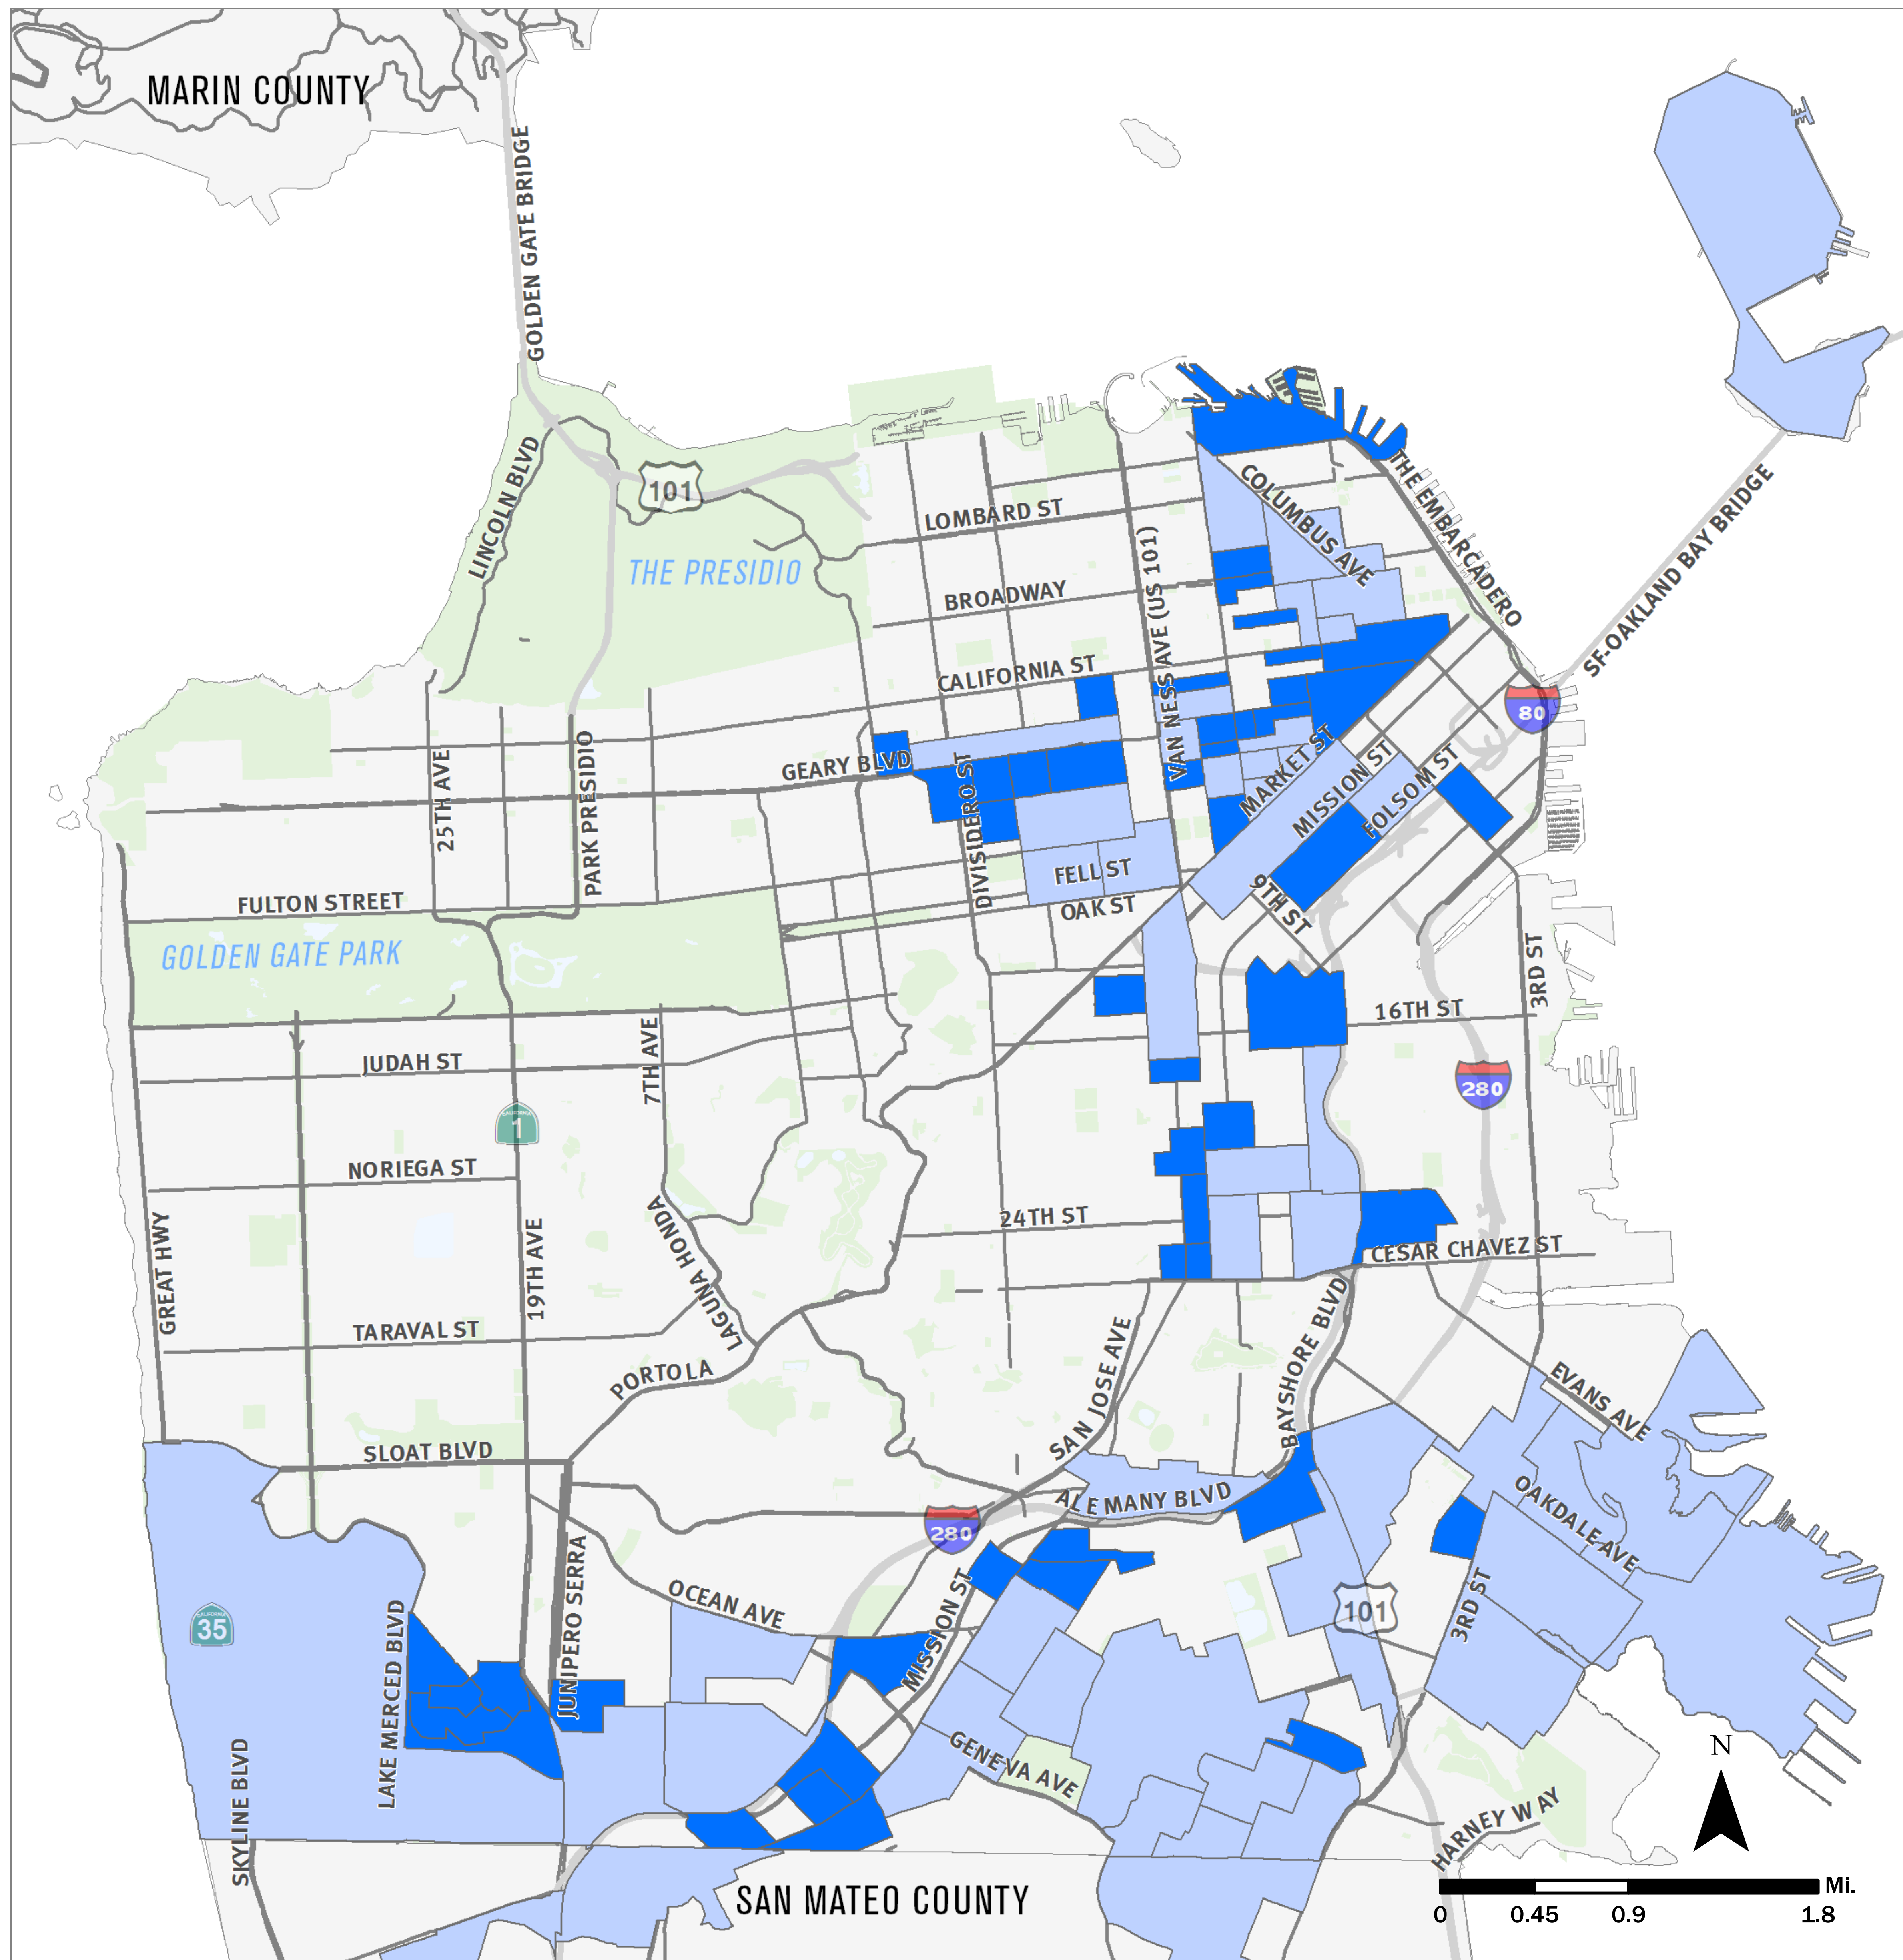 MARIN COUNTY
GOLDEN GATE BRIDGE
LINCOLN BLVD
101
THE PRESIDIO
LOMBARD ST
COLUMBUS AVE
THE EMBARCADERO
SF-OAKLAND BAY BRIDGE
BROADWAY
VAN NESS AVE (US 101)
CALIFORNIA ST
80
GEARY BLVD
25TH AVE
PARK PRESIDIO
DIVISIDERO ST
MARKET ST
MISSION ST
FOLSOM ST
FELL ST
FULTON STREET
OAK ST
9TH ST
GOLDEN GATE PARK
3RD ST
16TH ST
JUDAH ST
7TH AVE
280
CALIFORNIA
1
NORIEGA ST
24TH ST
GREAT HWY
19TH AVE
LAGUNA HONDA
CESAR CHAVEZ ST
TARAVAL ST
PORTOLA
SAN JOSE AVE
BAYSHORE BLVD
EVANS AVE
SLOAT BLVD
ALEMANY BLVD
OAKDALE AVE
280
OCEAN AVE
JUNIPERO SERRA
MISSION ST
101
3RD ST
CALIFORNIA
35
LAKE MERCED BLVD
SKYLINE BLVD
GENEVA AVE
HARNEY WAY
N
SAN MATEO COUNTY
Mi.
0 0.45 0.9 1.8